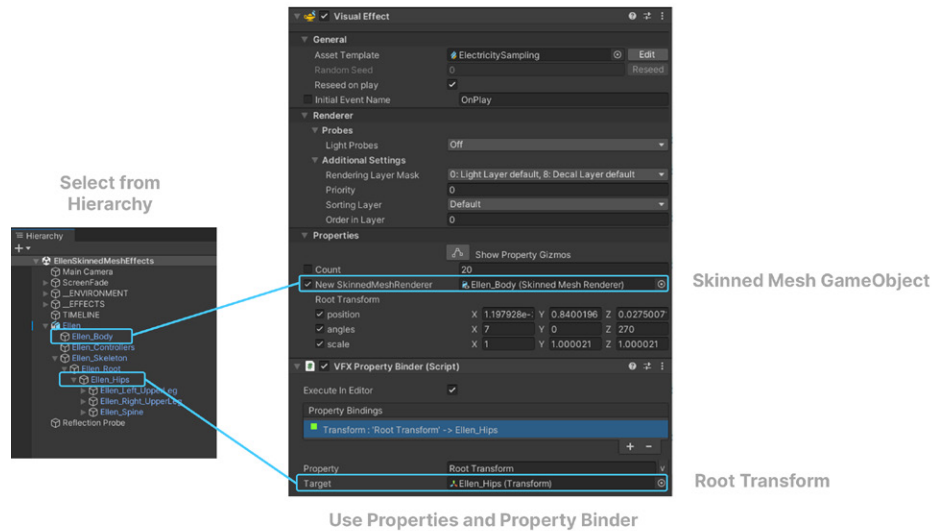 Visual Effect
General
Asset Template ElectricitySampling Edit
Random Seed 0 Reseed
Reseed on play
Initial Event Name OnPlay
Renderer
Probes
Light Probes Off
Additional Settings
Rendering Layer Mask 0: Light Layer default, 8: Decal Layer default
Priority 0
Sorting Layer Default
Order in Layer 0
Properties
Show Property Gizmos
Count 20
New SkinnedMeshRenderer Ellen_Body (Skinned Mesh Renderer)
Root Transform
position X 1.197928e- Y 0.8400196 Z 0.0275007
angles X 7 Y 0 Z 270
scale X 1 Y 1.000021 Z 1.000021
VFX Property Binder (Script)
Execute In Editor
Property Bindings
Transform : 'Root Transform' -> Ellen_Hips
+ -
Property Root Transform
Target Ellen_Hips (Transform)
Select from
Hierarchy
Hierarchy
+
EllenSkinnedMeshEffects
Main Camera
ScreenFade
__ENVIRONMENT
__EFFECTS
TIMELINE
Ellen
Ellen_Body
Ellen_Controllers
Ellen_Skeleton
Ellen_Root
Ellen_Hips
Ellen_Left_UpperLeg
Ellen_Right_UpperLeg
Ellen_Spine
Reflection Probe
Skinned Mesh GameObject
Root Transform
Use Properties and Property Binder